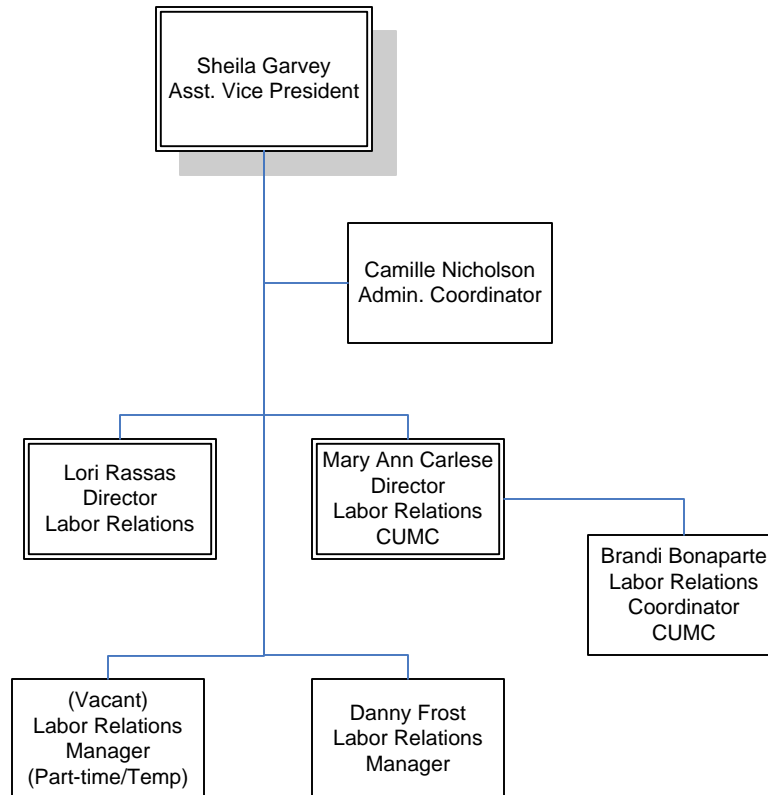 Sheila Garvey
Asst. Vice President
Camille Nicholson
Admin. Coordinator
Lori Rassas
Director
Labor Relations
Mary Ann Carlese
Director
Labor Relations
CUMC
Brandi Bonaparte
Labor Relations
Coordinator
CUMC
(Vacant)
Labor Relations
Manager
(Part-time/Temp)
Danny Frost
Labor Relations
Manager